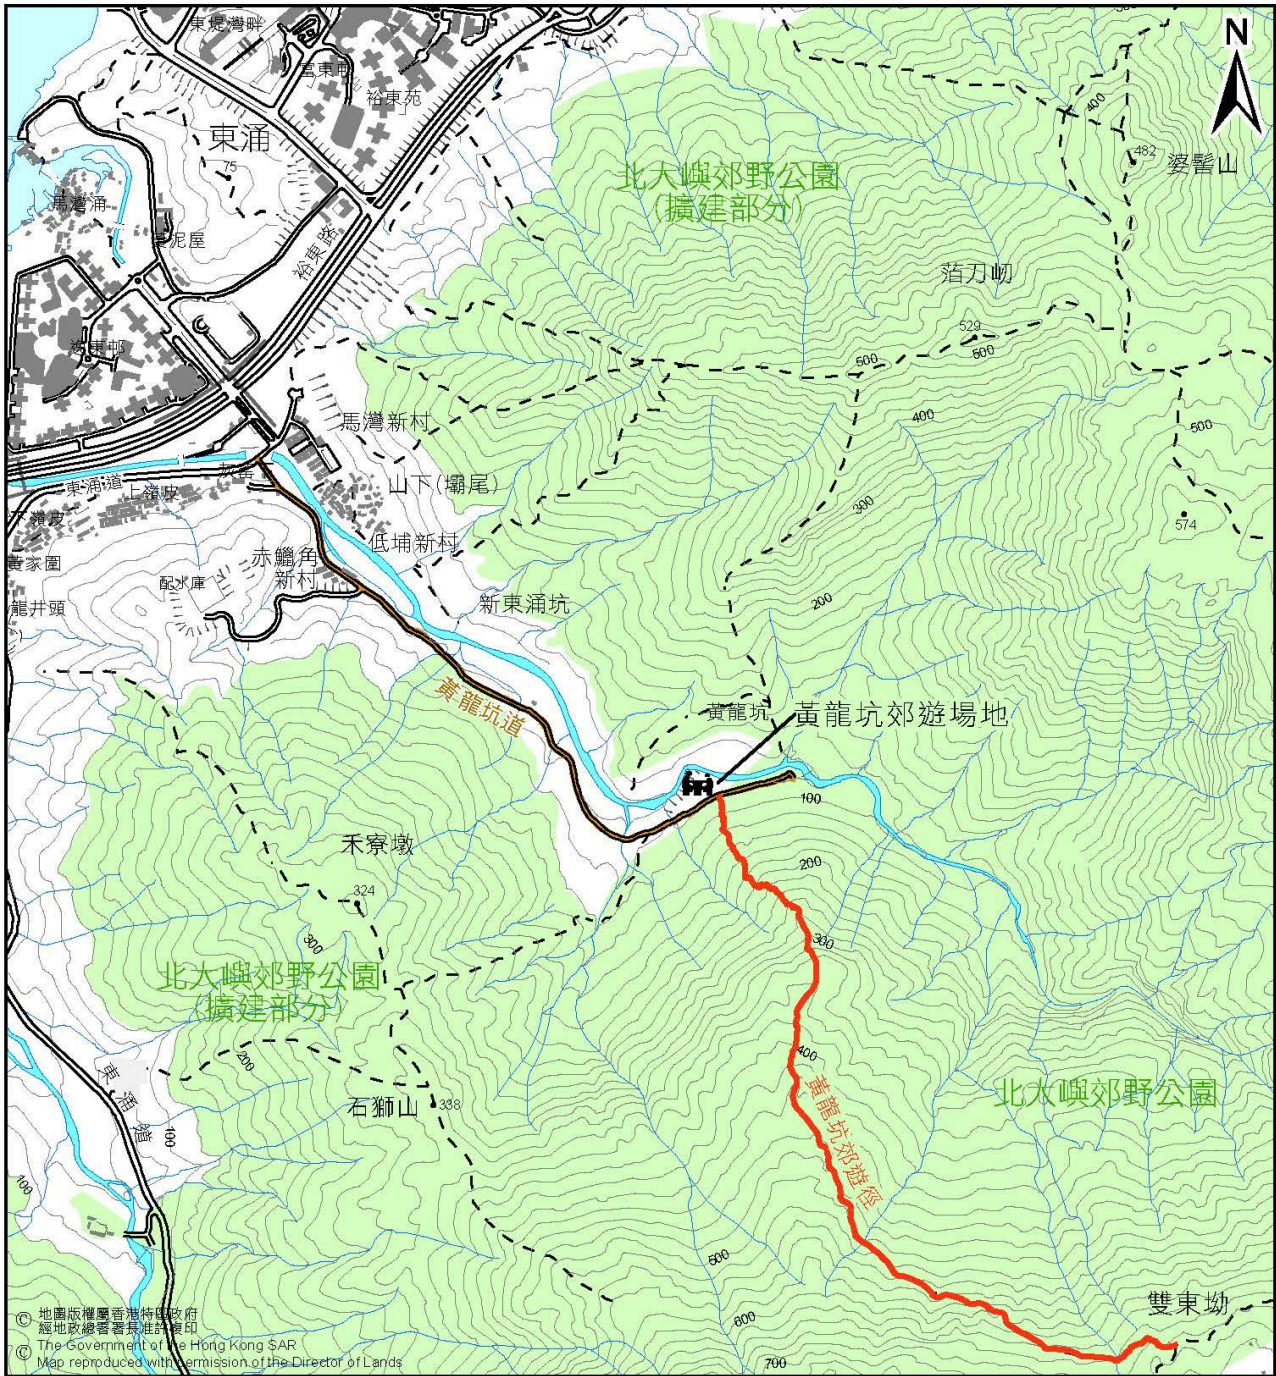 東堤灣畔
富東邨
裕東苑
N
東涌
75
400
482
婆髻山
北大嶼郊野公園
(擴建部分)
馬灣涌
裕東路
菭刀屻
逸東邨
529
500
500
400
500
馬灣新村
山下(壩尾)
東涌道
上嶺皮
下嶺皮
300
574
低埔新村
黃家圍
赤鱲角
新村
配水庫
龍井頭
新東涌坑
200
黃龍坑道
黃龍坑
黃龍坑郊遊場地
100
禾寮墩
200
324
300
300
北大嶼郊野公園
(擴建部分)
200
400
東涌道
100
石獅山
338
黃龍坑郊遊徑
北大嶼郊野公園
100
500
600
700
雙東坳
© 地圖版權屬香港特區政府
經地政總署署長准許複印
© The Government of the Hong Kong SAR
Map reproduced with permission of the Director of Lands